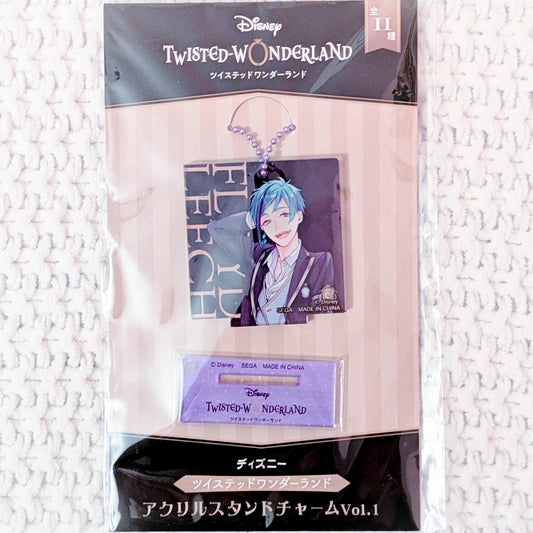 全11種
Disney
TWISTED-WONDERLAND
ツイステッドワンダーランド
FLOYD
LEECH
© Disney
SEGA MADE IN CHINA
© Disney SEGA MADE IN CHINA
Disney
TWISTED-WONDERLAND
ツイステッドワンダーランド
ディズニー
ツイステッドワンダーランド
アクリルスタンドチャームVol.1